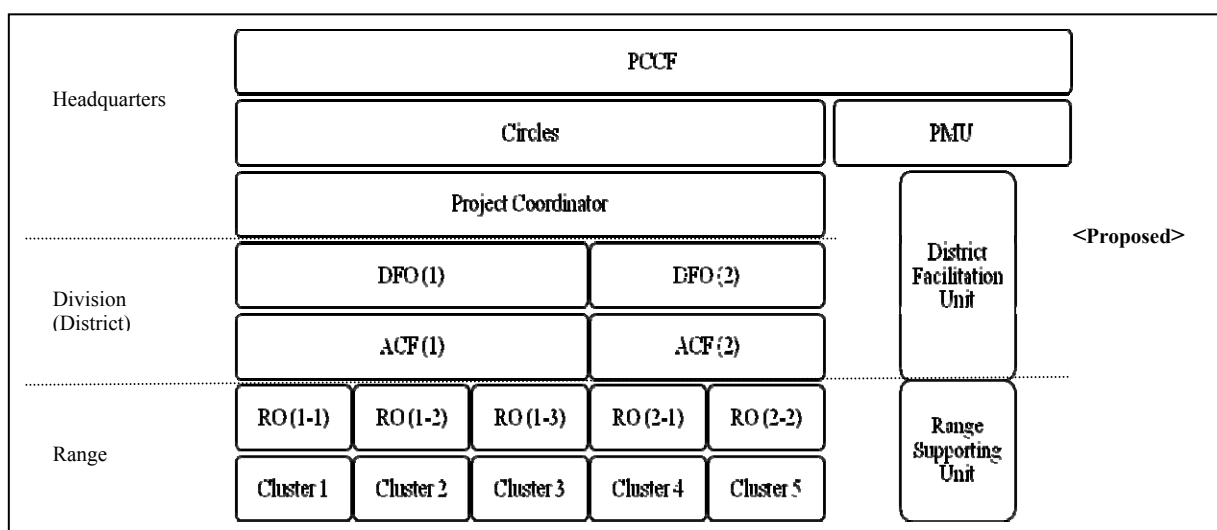 PCCF
Headquarters
Circles
PMU
Project Coordinator
<Proposed>
District
Facilitation
Unit
DFO (1)
DFO (2)
Division
(District)
ACF (1)
ACF (2)
RO (1-1)
RO (1-2)
RO (1-3)
RO (2-1)
RO (2-2)
Range
Supporting
Unit
Range
Cluster 1
Cluster 2
Cluster 3
Cluster 4
Cluster 5